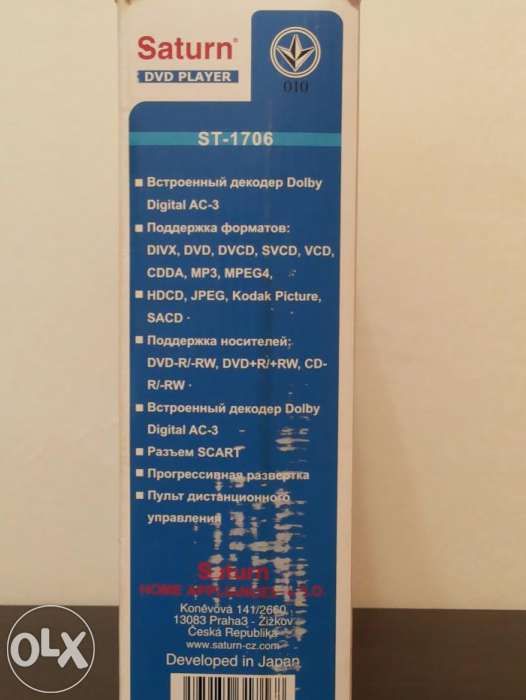 Saturn®
DVD PLAYER
010
ST-1706
Встроенный декодер Dolby
Digital AC-3
Поддержка форматов:
DIVX, DVD, DVCD, SVCD, VCD,
CDDA, MP3, MPEG4,
HDCD, JPEG, Kodak Picture,
SACD
Поддержка носителей:
DVD-R/-RW, DVD+R/+RW, CD-
R/-RW
Встроенный декодер Dolby
Digital AC-3
Разъем SCART
Прогрессивная развертка
Пульт дистанционного
управления
Saturn
HOME APPLIANCES S.R.O.
Koněvova 141/2660,
13083 Praha3 - Žižkov
Česká Republika
www.saturn-cz.com
Developed in Japan
OLX